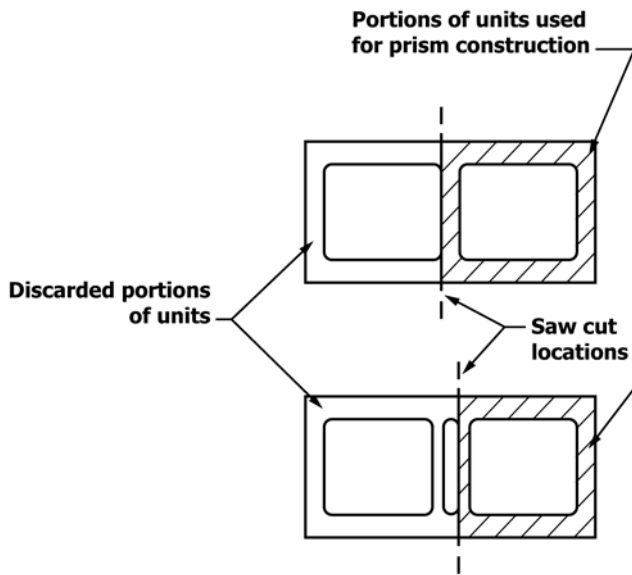 Portions of units used
for prism construction
Discarded portions
of units
Saw cut
locations